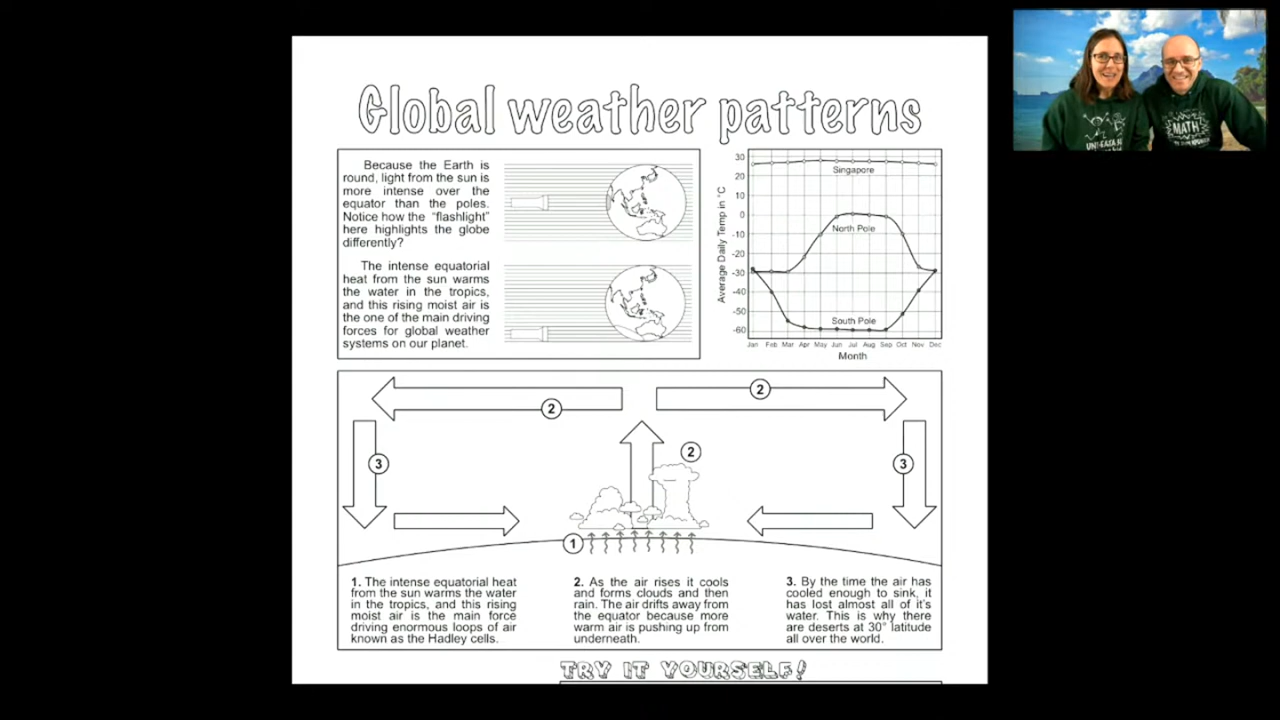 Global weather patterns
Because the Earth is
round, light from the sun is
more intense over the
equator than the poles.
Notice how the “flashlight”
here highlights the globe
differently?
The intense equatorial
heat from the sun warms
the water in the tropics,
and this rising moist air is
the one of the main driving
forces for global weather
systems on our planet.
Average Daily Temp in °C
30
20
10
0
-10
-20
-30
-40
-50
-60
Singapore
North Pole
South Pole
Jan Feb Mar Apr May Jun Jul Aug Sep Oct Nov Dec
Month
2
2
2
3
3
1
1. The intense equatorial heat
from the sun warms the water
in the tropics, and this rising
moist air is the main force
driving enormous loops of air
known as the Hadley cells.
2. As the air rises it cools
and forms clouds and then
rain. The air drifts away from
the equator because more
warm air is pushing up from
underneath.
3. By the time the air has
cooled enough to sink, it
has lost almost all of it's
water. This is why there
are deserts at 30° latitude
all over the world.
TRY IT YOURSELF!
MATH